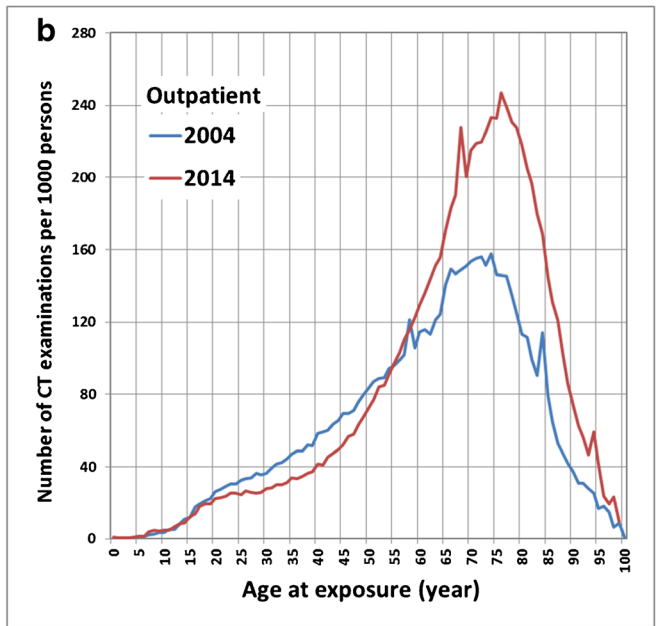 b
280
240
200
160
120
80
40
0
Number of CT examinations per 1000 persons
Outpatient
2004
2014
0 5 10 15 20 25 30 35 40 45 50 55 60 65 70 75 80 85 90 95 100
Age at exposure (year)